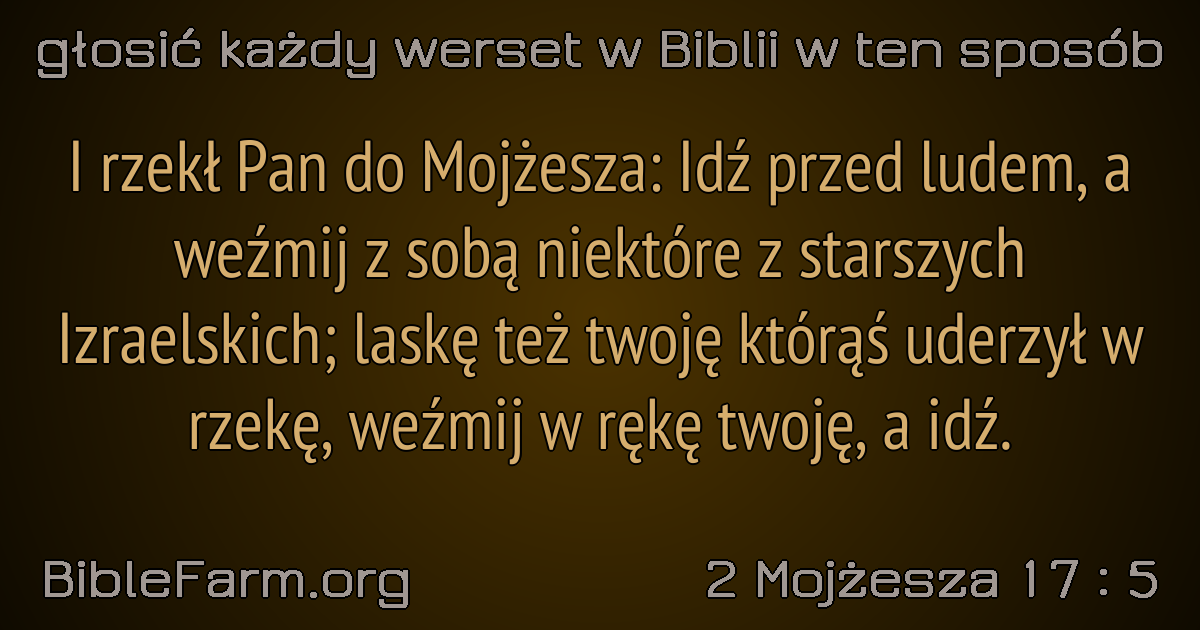 głosić każdy werset w Biblii w ten sposób
I rzekł Pan do Mojżesza: Idź przed ludem, a
weźmij z sobą niektóre z starszych
Izraelskich; laskę też twoję którąś uderzył w
rzekę, weźmij w rękę twoję, a idź.
BibleFarm.org
2 Mojżesza 17 : 5